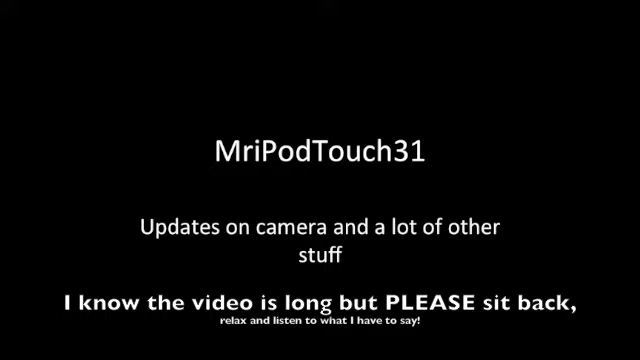 MriPodTouch31
Updates on camera and a lot of other
stuff
I know the video is long but PLEASE sit back,
relax and listen to what I have to say!